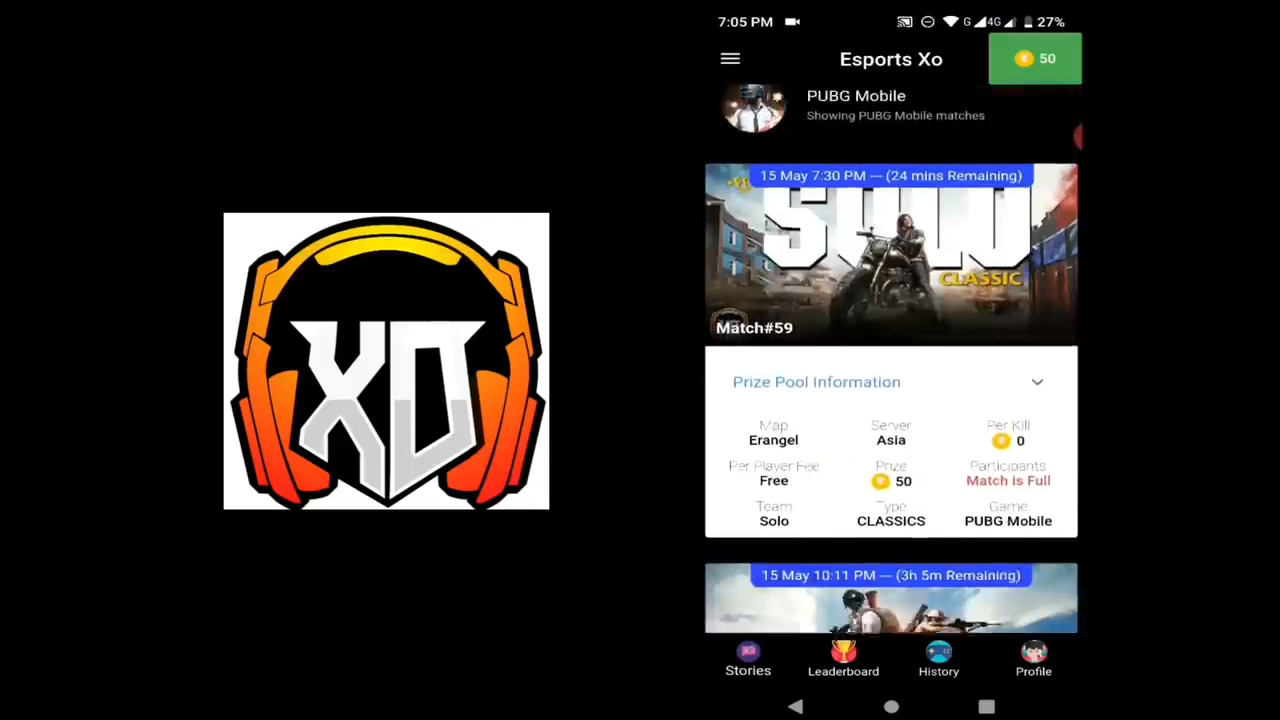 XO
7:05 PM G 4G 27%
Esports Xo 50
PUBG Mobile
Showing PUBG Mobile matches
15 May 7:30 PM — (24 mins Remaining)
SOLO
CLASSIC
Match#59
Prize Pool Information
Map Server Per Kill
Erangel Asia 0
Per Player Fee Prize Participants
Free 50 Match is Full
Team Type Game
Solo CLASSICS PUBG Mobile
15 May 10:11 PM — (3h 5m Remaining)
Stories Leaderboard History Profile